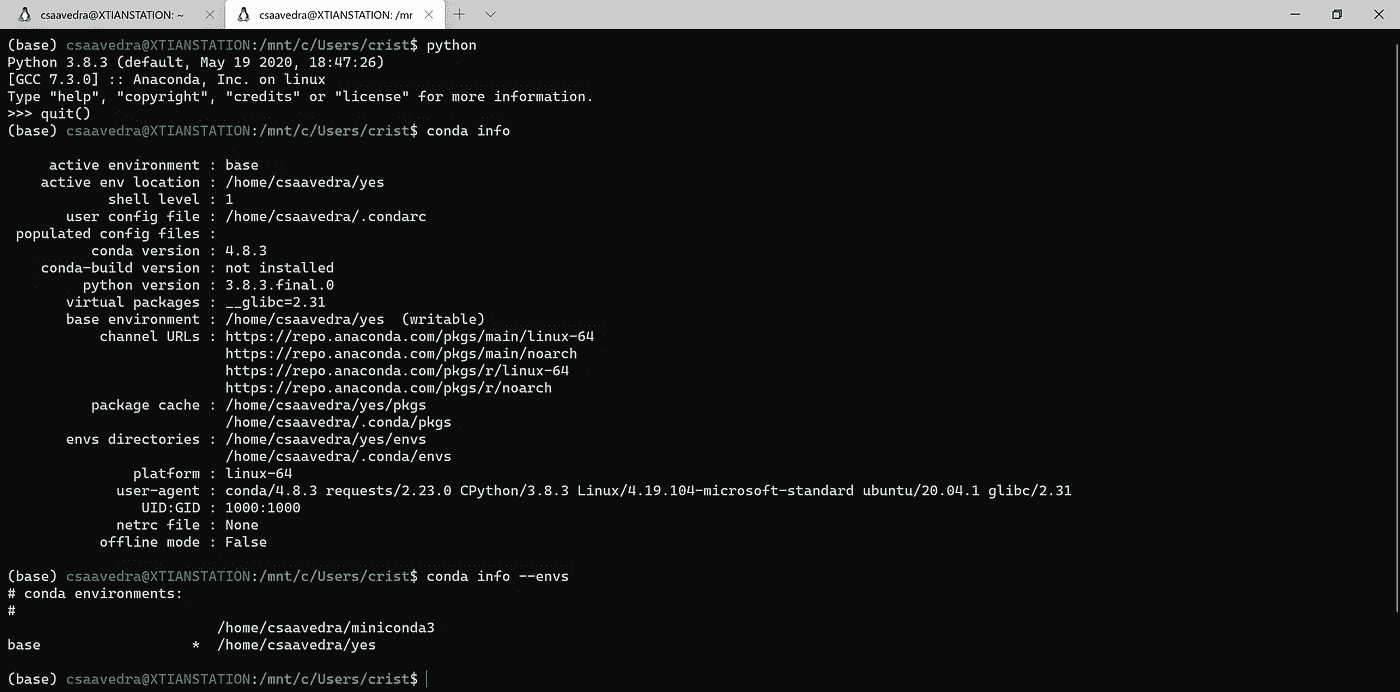 csaavedra@XTIANSTATION: ~
csaavedra@XTIANSTATION: /mr
(base) csaavedra@XTIANSTATION:/mnt/c/Users/crist$ python
Python 3.8.3 (default, May 19 2020, 18:47:26)
[GCC 7.3.0] :: Anaconda, Inc. on linux
Type "help", "copyright", "credits" or "license" for more information.
>>> quit()
(base) csaavedra@XTIANSTATION:/mnt/c/Users/crist$ conda info
active environment : base
active env location : /home/csaavedra/yes
shell level : 1
user config file : /home/csaavedra/.condarc
populated config files :
conda version : 4.8.3
conda-build version : not installed
python version : 3.8.3.final.0
virtual packages : __glibc=2.31
base environment : /home/csaavedra/yes  (writable)
channel URLs : https://repo.anaconda.com/pkgs/main/linux-64
https://repo.anaconda.com/pkgs/main/noarch
https://repo.anaconda.com/pkgs/r/linux-64
https://repo.anaconda.com/pkgs/r/noarch
package cache : /home/csaavedra/yes/pkgs
/home/csaavedra/.conda/pkgs
envs directories : /home/csaavedra/yes/envs
/home/csaavedra/.conda/envs
platform : linux-64
user-agent : conda/4.8.3 requests/2.23.0 CPython/3.8.3 Linux/4.19.104-microsoft-standard ubuntu/20.04.1 glibc/2.31
UID:GID : 1000:1000
netrc file : None
offline mode : False
(base) csaavedra@XTIANSTATION:/mnt/c/Users/crist$ conda info --envs
# conda environments:
#
/home/csaavedra/miniconda3
base                  *  /home/csaavedra/yes
(base) csaavedra@XTIANSTATION:/mnt/c/Users/crist$